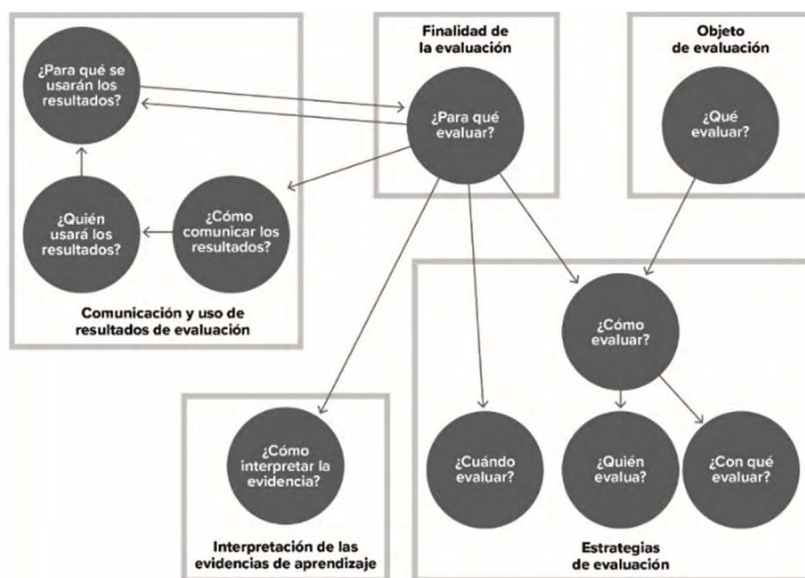 ¿Para qué se
usarán los
resultados?
¿Quién
usará los
resultados?
¿Cómo
comunicar los
resultados?
Comunicación y uso de
resultados de evaluación
Finalidad de
la evaluación
¿Para qué
evaluar?
Objeto
de evaluación
¿Qué
evaluar?
¿Cómo
interpretar la
evidencia?
Interpretación de las
evidencias de aprendizaje
¿Cómo
evaluar?
¿Cuándo
evaluar?
¿Quién
evalua?
¿Con qué
evaluar?
Estrategias
de evaluación